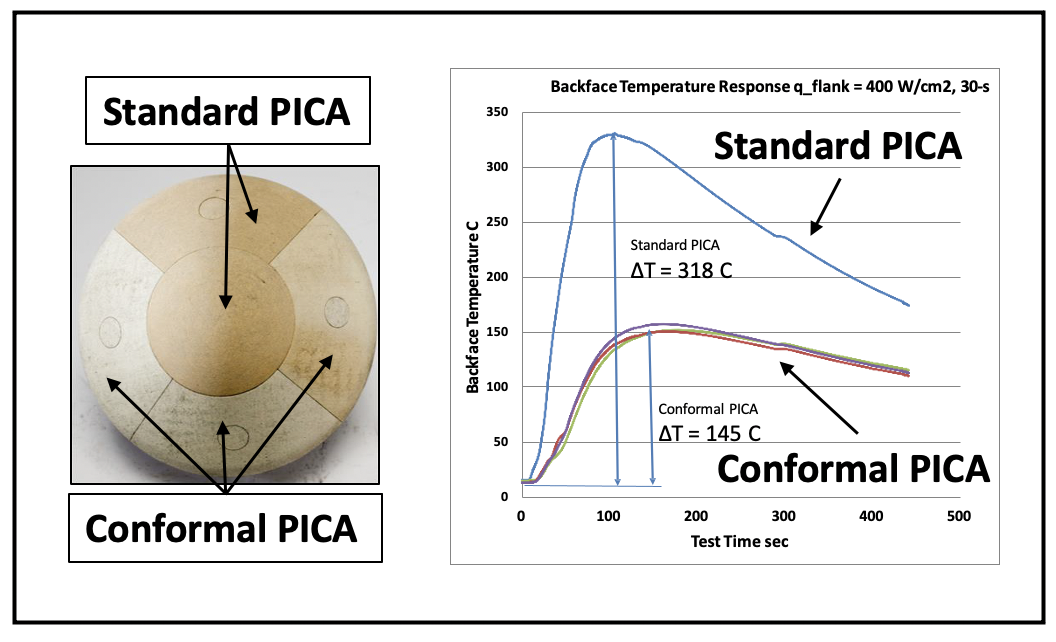 Standard PICA
Conformal PICA
Backface Temperature Response q_flank = 400 W/cm2, 30-s
Backface Temperature C
350
300
250
200
150
100
50
0
0 100 200 300 400 500
Test Time sec
Standard PICA
Standard PICA
ΔT = 318 C
Conformal PICA
ΔT = 145 C
Conformal PICA